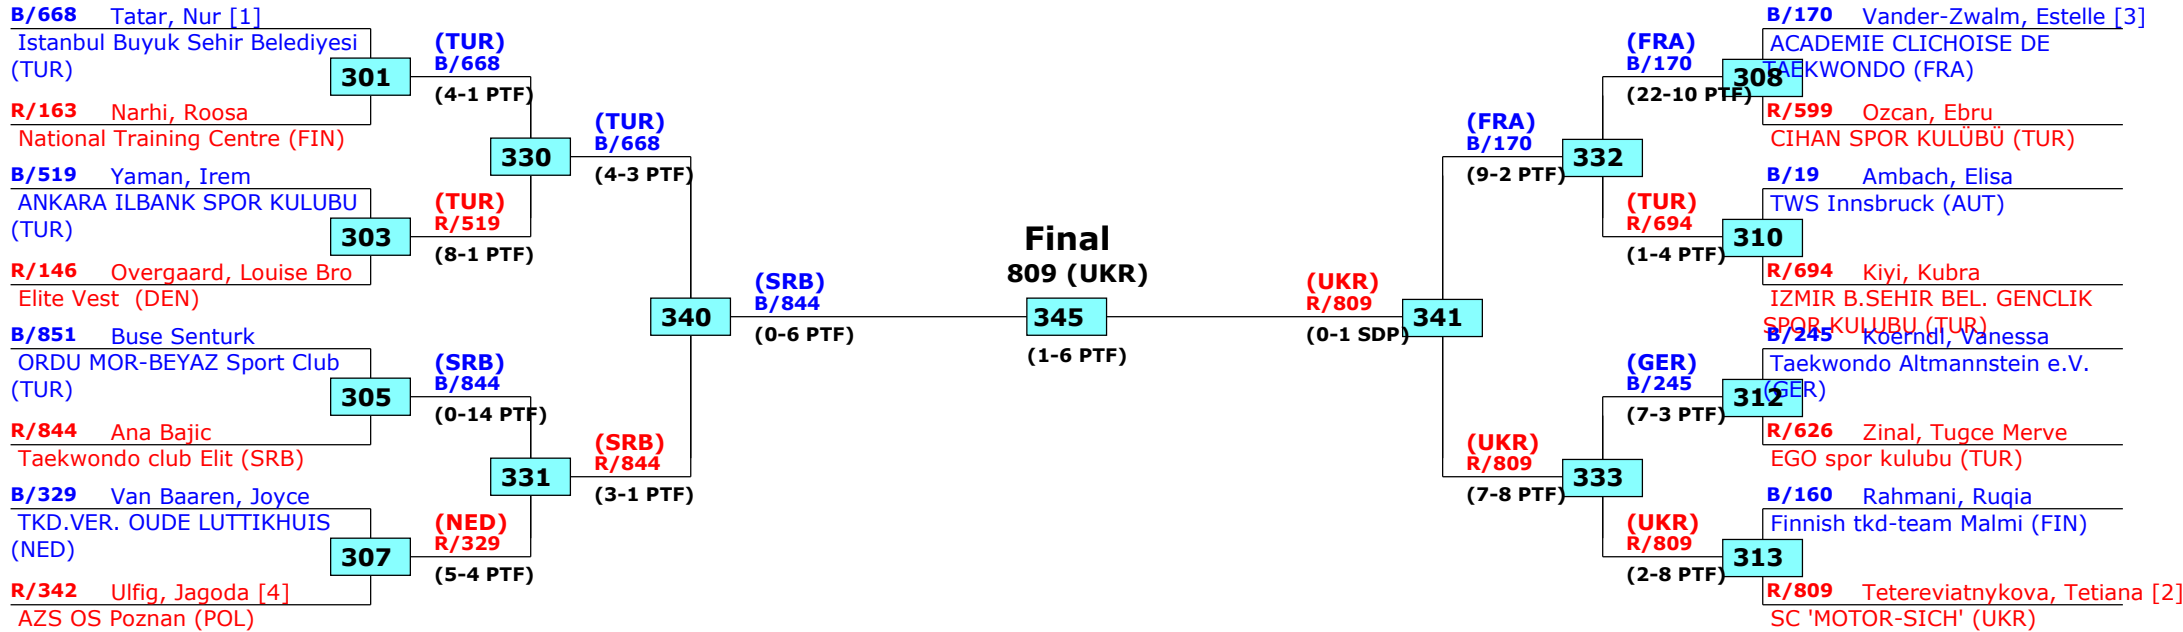 B/668 Tatar, Nur [1]
Istanbul Buyuk Sehir Belediyesi
(TUR)
301
R/163 Narhi, Roosa
National Training Centre (FIN)
B/519 Yaman, Irem
ANKARA ILBANK SPOR KULUBU
(TUR)
303
R/146 Overgaard, Louise Bro
Elite Vest (DEN)
B/851 Buse Senturk
ORDU MOR-BEYAZ Sport Club
(TUR)
305
R/844 Ana Bajic
Taekwondo club Elit (SRB)
B/329 Van Baaren, Joyce
TKD.VER. OUDE LUTTIKHUIS
(NED)
307
R/342 Ulfig, Jagoda [4]
AZS OS Poznan (POL)
(TUR)
B/668
(4-1 PTF)
330
(TUR)
R/519
(8-1 PTF)
(SRB)
B/844
(0-14 PTF)
331
(NED)
R/329
(5-4 PTF)
(TUR)
B/668
(4-3 PTF)
340
(SRB)
R/844
(3-1 PTF)
(SRB)
B/844
(0-6 PTF)
Final
809 (UKR)
345
(1-6 PTF)
(UKR)
R/809
(0-1 SDP)
341
(FRA)
B/170
(9-2 PTF)
332
(UKR)
R/809
(7-8 PTF)
333
(FRA)
B/170
(22-10 PTF)
308
(TUR)
R/694
(1-4 PTF)
310
(GER)
B/245
(7-3 PTF)
312
(UKR)
R/809
(2-8 PTF)
313
B/170 Vander-Zwalm, Estelle [3]
ACADEMIE CLICHOISE DE
TAEKWONDO (FRA)
R/599 Ozcan, Ebru
CIHAN SPOR KULÜBÜ (TUR)
B/19 Ambach, Elisa
TWS Innsbruck (AUT)
R/694 Kiyi, Kubra
IZMIR B.SEHIR BEL. GENCLIK
SPOR KULUBU (TUR)
B/245 Koerndl, Vanessa
Taekwondo Altmannstein e.V.
(GER)
R/626 Zinal, Tugce Merve
EGO spor kulubu (TUR)
B/160 Rahmani, Ruqia
Finnish tkd-team Malmi (FIN)
R/809 Tetereviatnykova, Tetiana [2]
SC 'MOTOR-SICH' (UKR)